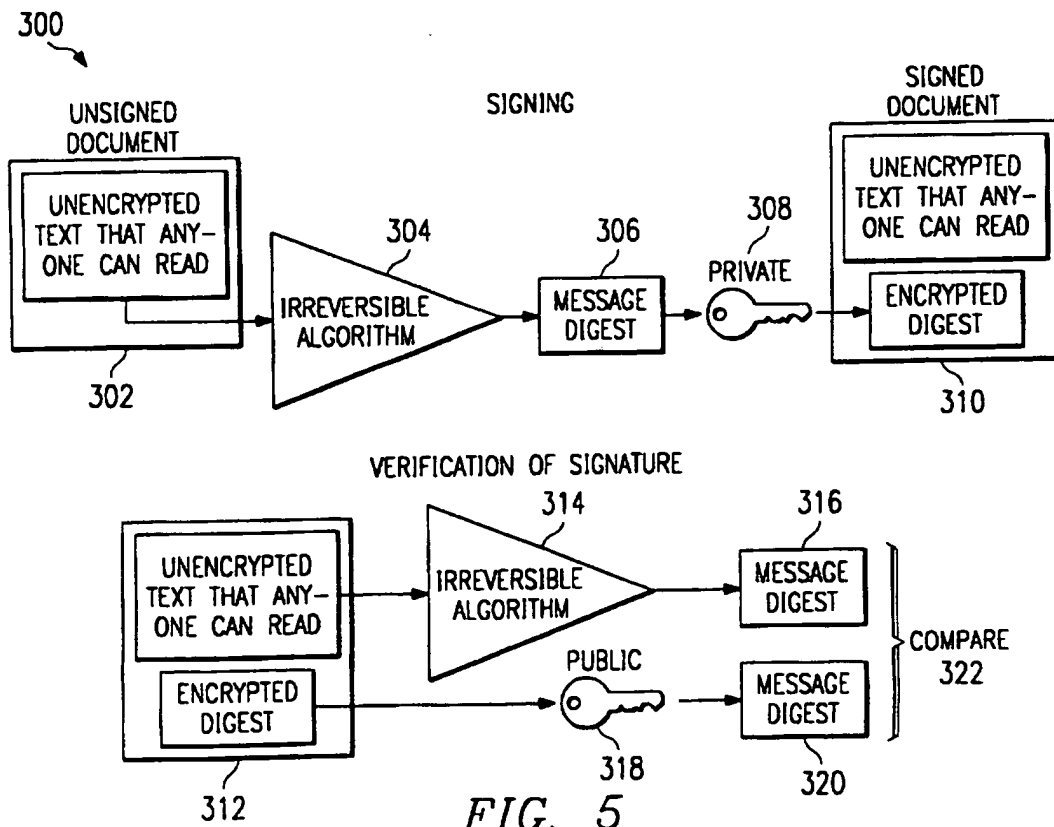 300
UNSIGNED
DOCUMENT
SIGNING
SIGNED
DOCUMENT
UNENCRYPTED
TEXT THAT ANY-
ONE CAN READ
302
304
IRREVERSIBLE
ALGORITHM
306
MESSAGE
DIGEST
308
PRIVATE
UNENCRYPTED
TEXT THAT ANY-
ONE CAN READ
ENCRYPTED
DIGEST
310
VERIFICATION OF SIGNATURE
UNENCRYPTED
TEXT THAT ANY-
ONE CAN READ
ENCRYPTED
DIGEST
312
314
IRREVERSIBLE
ALGORITHM
316
MESSAGE
DIGEST
PUBLIC
318
MESSAGE
DIGEST
320
COMPARE
322
FIG. 5